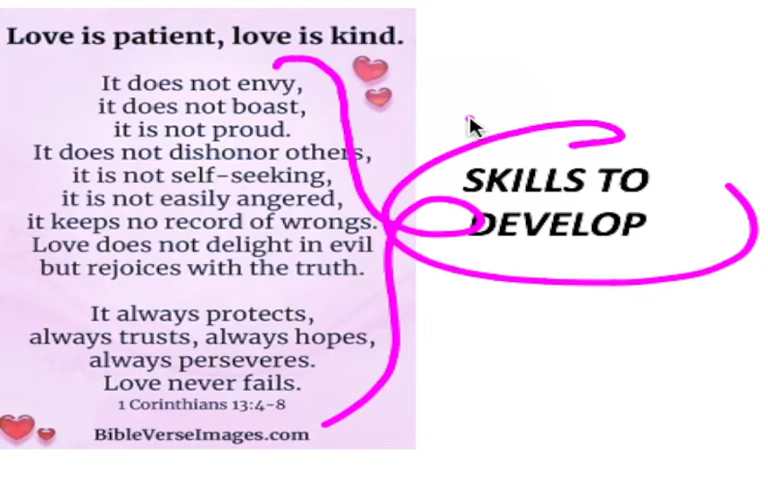 Love is patient, love is kind.
It does not envy,
it does not boast,
it is not proud.
It does not dishonor others,
it is not self-seeking,
it is not easily angered,
it keeps no record of wrongs.
Love does not delight in evil
but rejoices with the truth.
It always protects,
always trusts, always hopes,
always perseveres.
Love never fails.
1 Corinthians 13:4-8
BibleVerseImages.com
SKILLS TO
DEVELOP